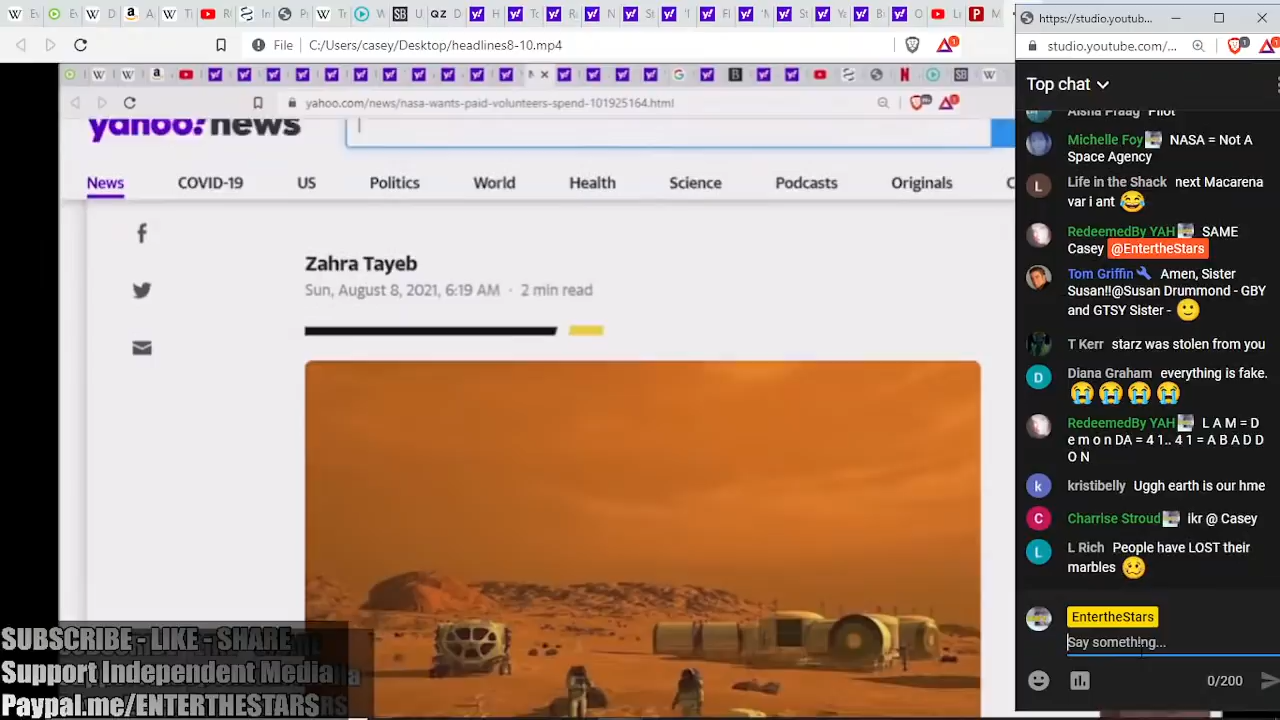 File C:/Users/casey/Desktop/headlines8-10.mp4
yahoo.com/news/nasa-wants-paid-volunteers-spend-101925164.html
yahoo! news
News COVID-19 US Politics World Health Science Podcasts Originals
Zahra Tayeb
Sun, August 8, 2021, 6:19 AM · 2 min read
SUBSCRIBE - LIKE - SHARE
Support Independent Media
Paypal.me/ENTERTHESTARS
https://studio.youtub...
studio.youtube.com/...
Top chat
Aisha Praag Pilot
Michelle Foy NASA = Not A
Space Agency
Life in the Shack next Macarena
var i ant
RedeemedBy YAH SAME
Casey @EntertheStars
Tom Griffin Amen, Sister
Susan!!@Susan Drummond - GBY
and GTSY Sister -
T Kerr starz was stolen from you
Diana Graham everything is fake.
RedeemedBy YAH L A M = D
e m o n DA = 4 1.. 4 1 = A B A D D
O N
kristibelly Uggh earth is our hme
Charrise Stroud ikr @ Casey
L Rich People have LOST their
marbles
EntertheStars
Say something...
0/200